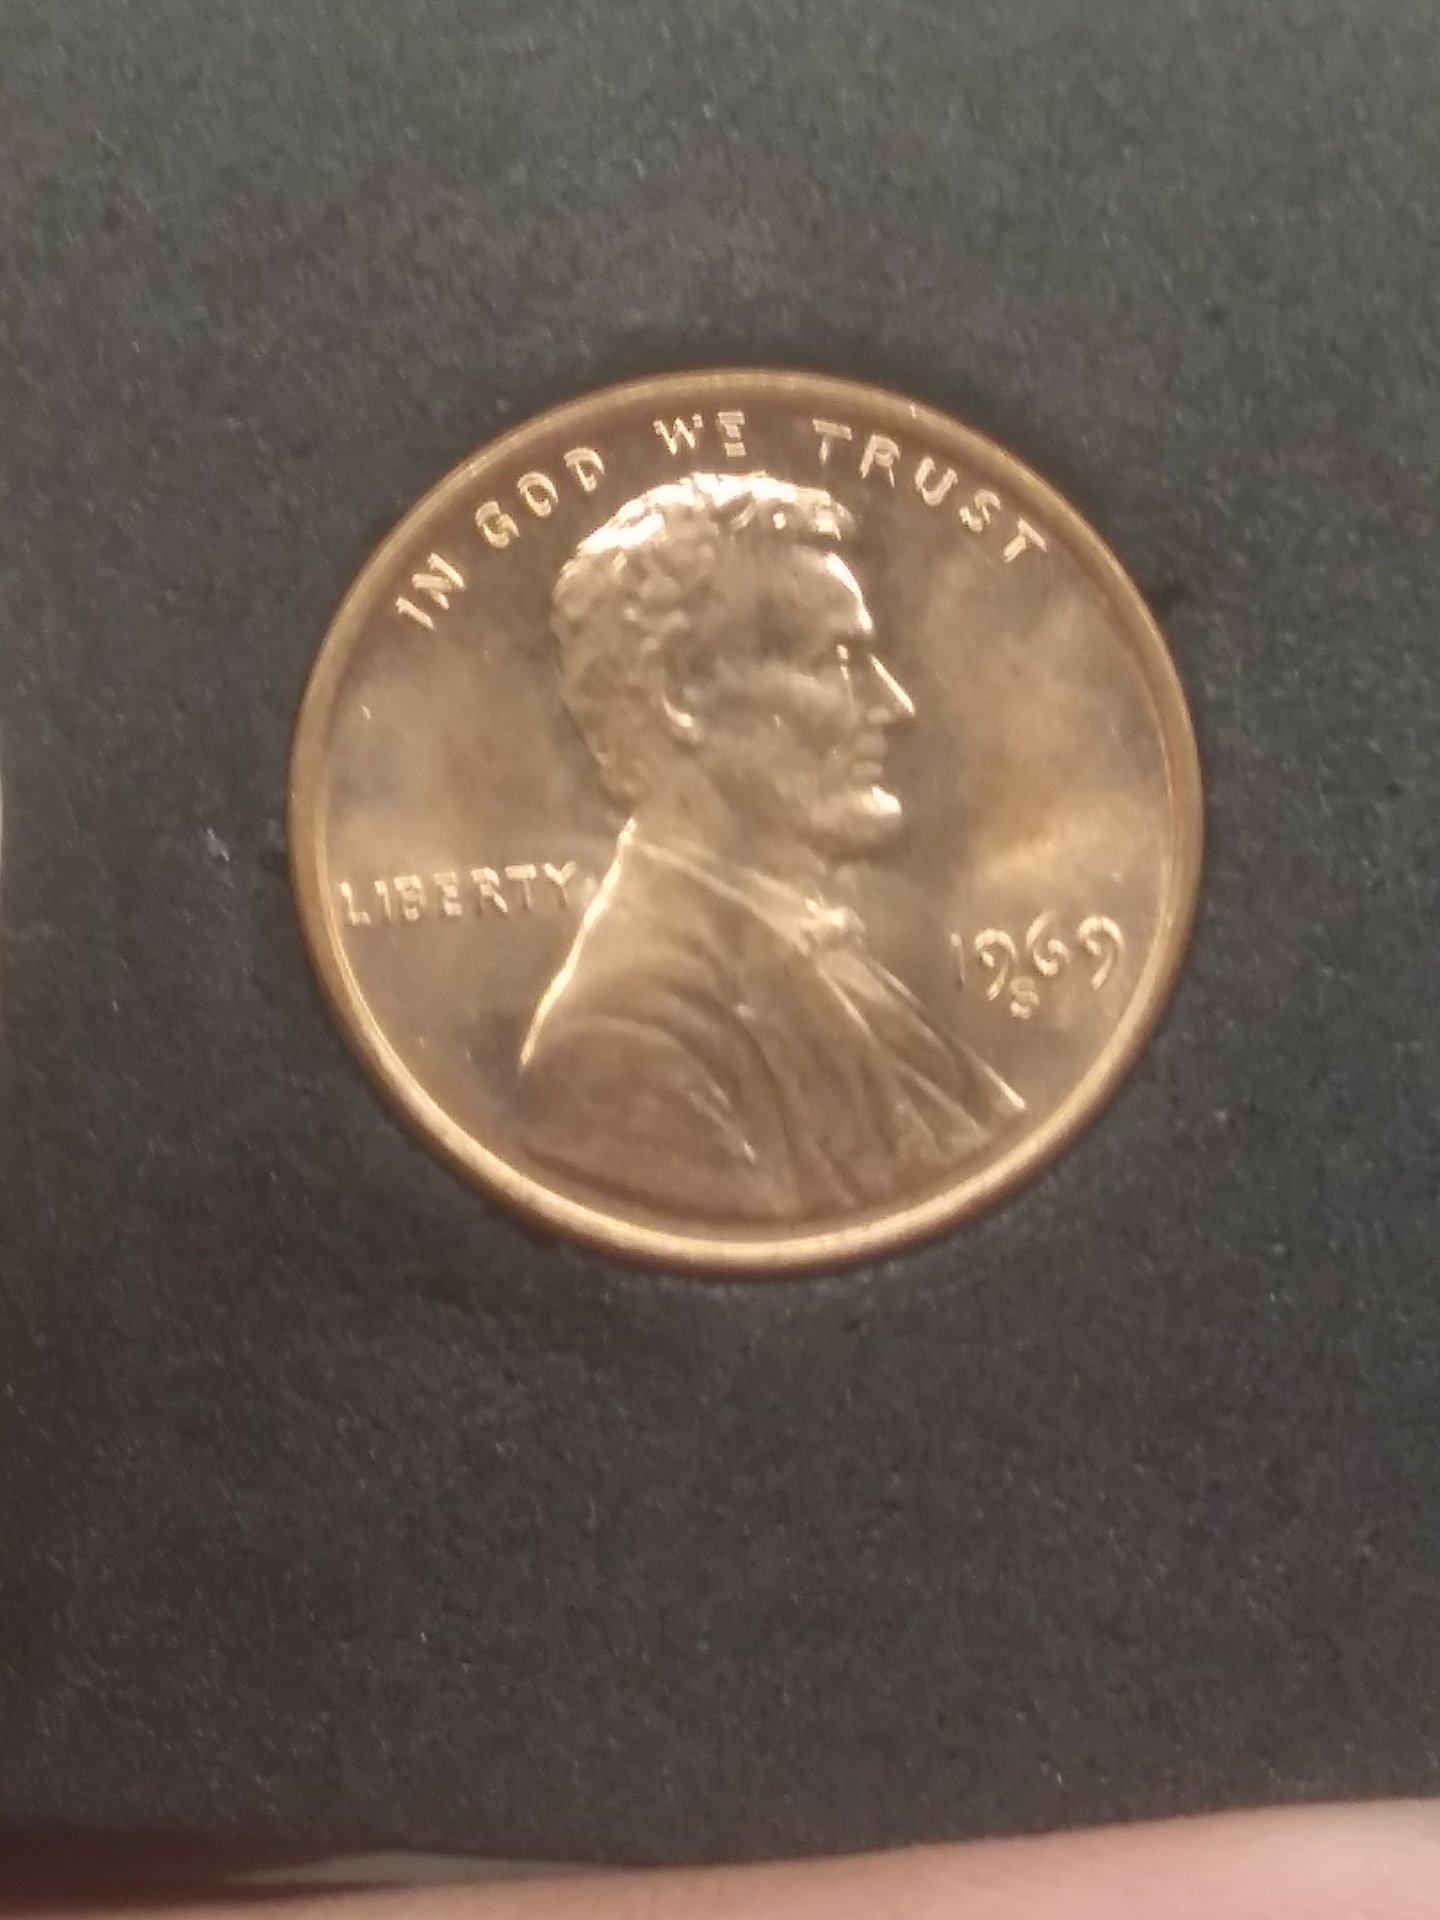 IN GOD WE TRUST
LIBERTY
1969
S